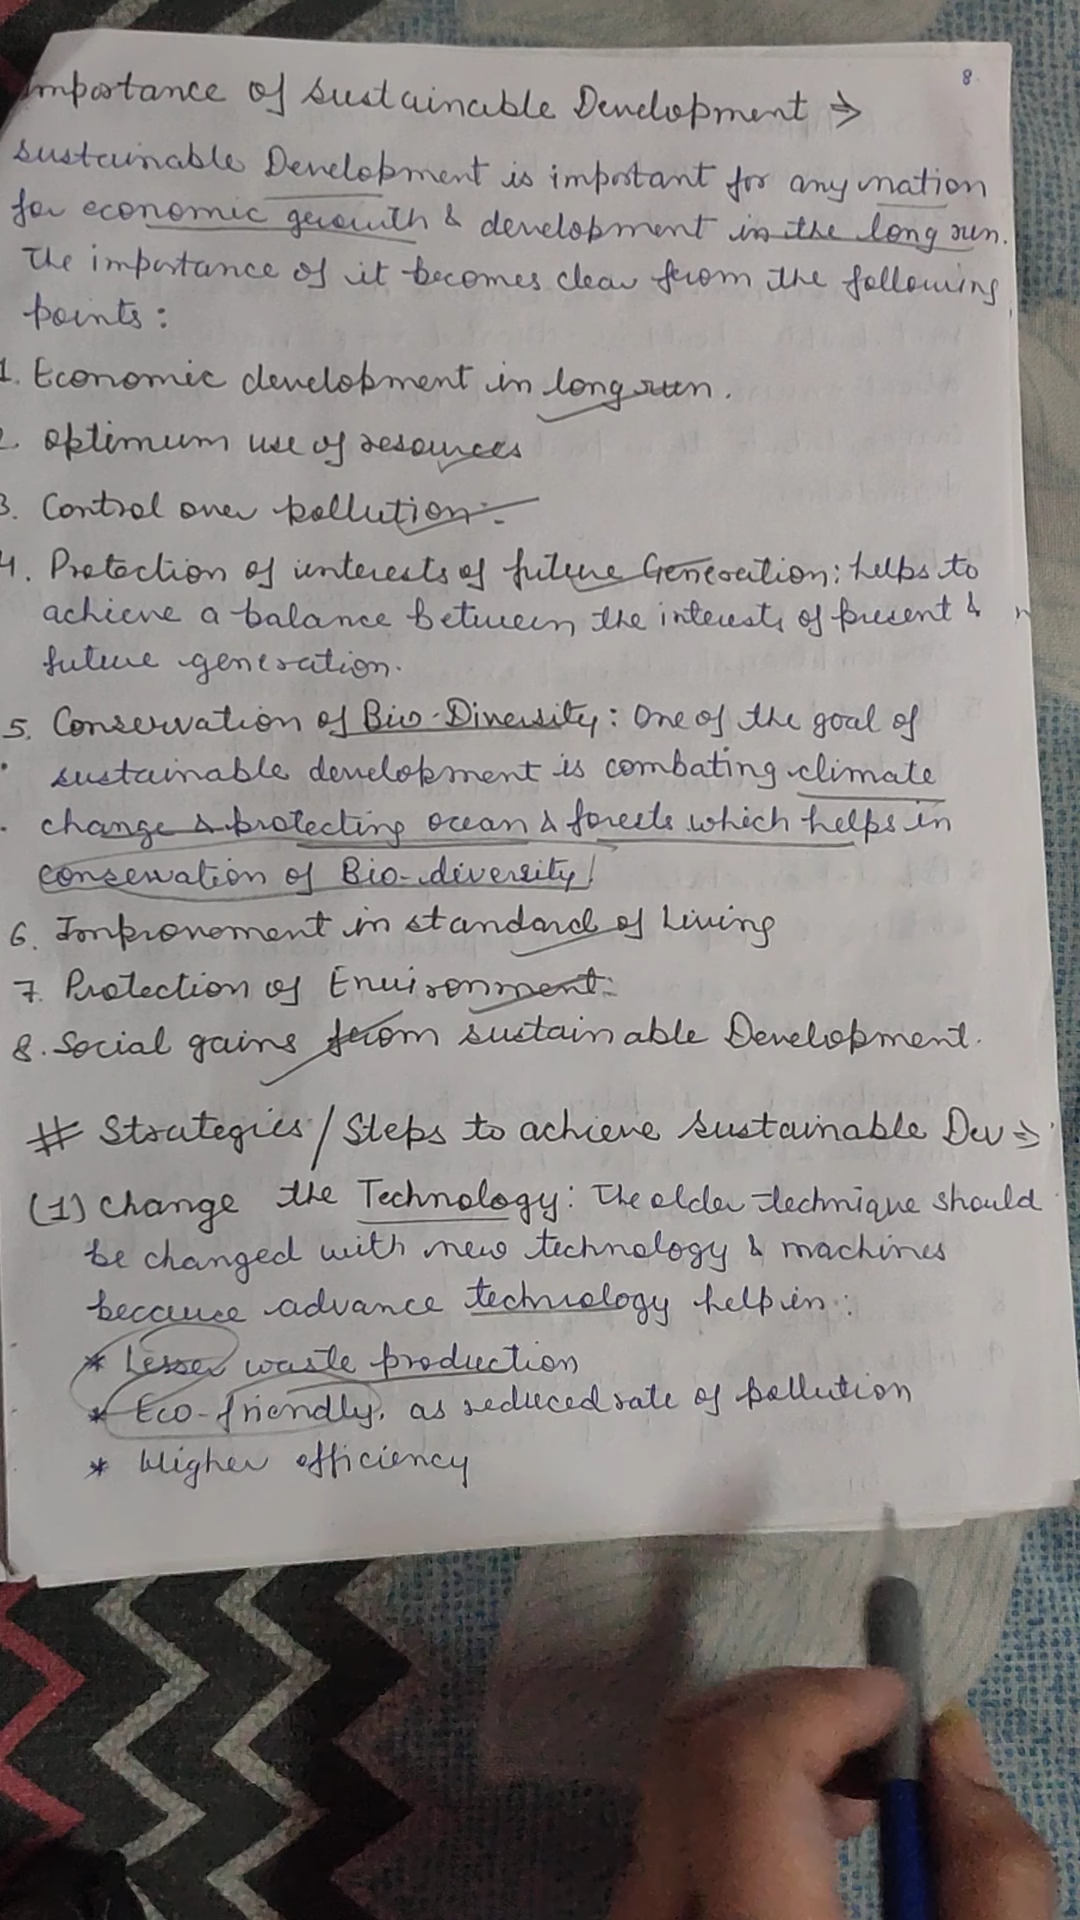 8.
Importance of Sustainable Development ⇒
Sustainable Development is important for any nation
for economic growth & development in the long run.
The importance of it becomes clear from the following
points:
1. Economic development in long run.
2. Optimum use of resources
3. Control over pollution:-
4. Protection of interests of future Generation: helps to
achieve a balance between the interests of present &
future generation.
5. Conservation of Bio-Diversity: One of the goal of
sustainable development is combating climate
change & protecting ocean & forests which helps in
conservation of Bio-diversity
6. Improvement in standard of Living
7. Protection of Environment:
8. Social gains from sustainable Development.
# Strategies / Steps to achieve sustainable Dev ⇒
(1) Change the Technology: The older technique should
be changed with new technology & machines
because advance technology help in:
* Lesser waste production
* Eco-friendly, as reduced rate of pollution
* Higher efficiency